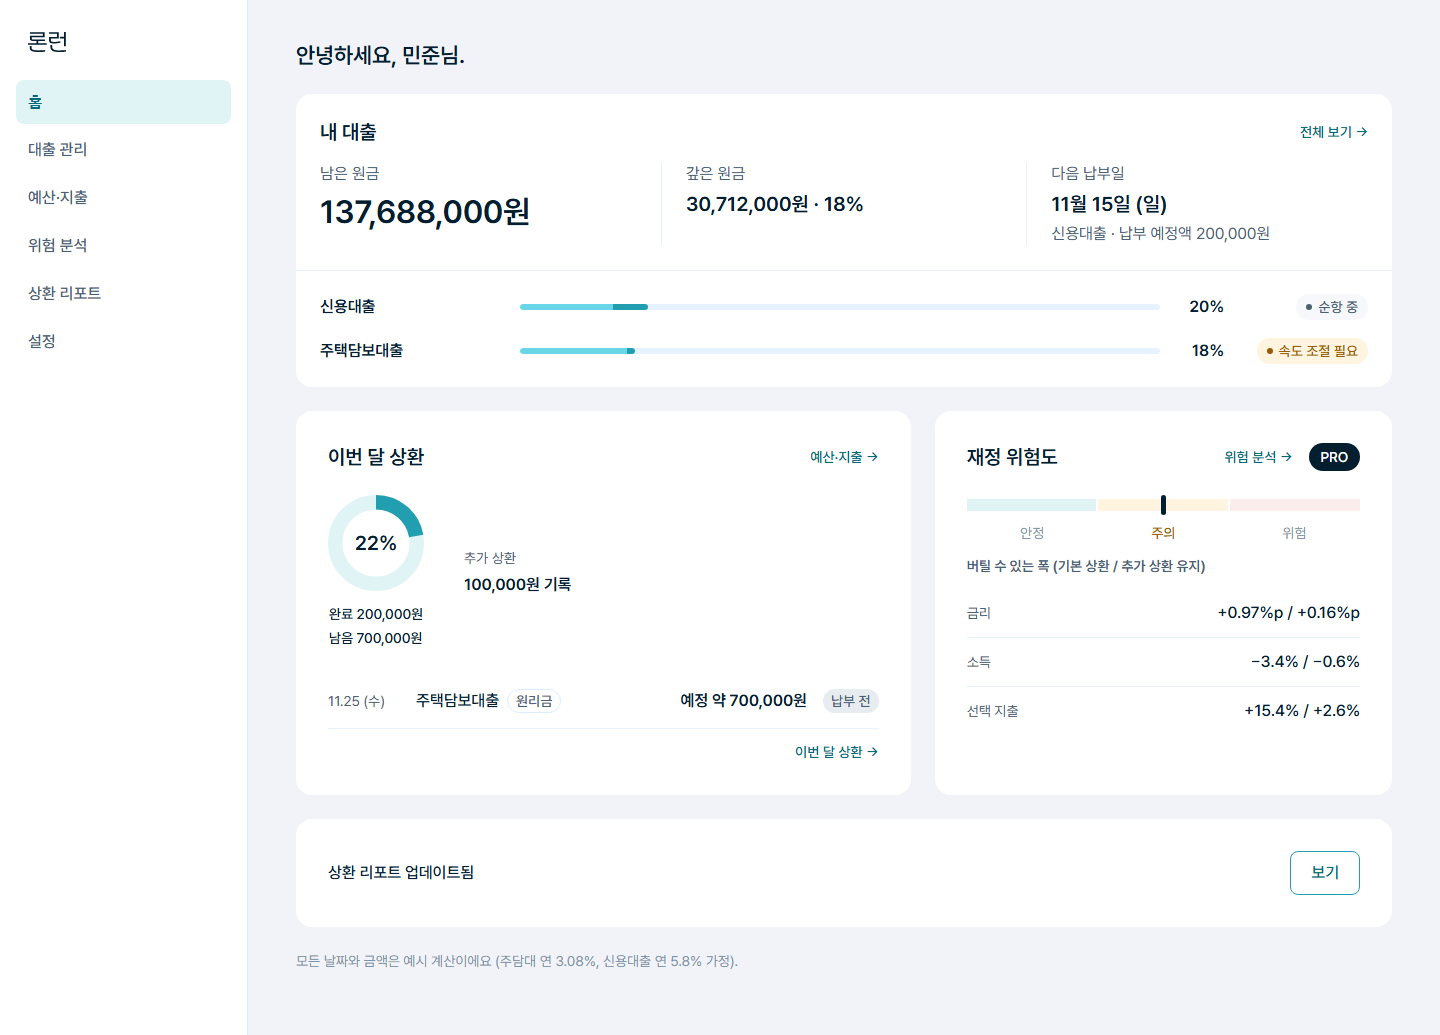 론런
홈
대출 관리
예산·지출
위험 분석
상환 리포트
설정
안녕하세요, 민준님.
내 대출
전체 보기 →
남은 원금
137,688,000원
갚은 원금
30,712,000원 · 18%
다음 납부일
11월 15일 (일)
신용대출 · 납부 예정액 200,000원
신용대출
20%
순항 중
주택담보대출
18%
속도 조절 필요
이번 달 상환
예산·지출 →
22%
완료 200,000원
남음 700,000원
추가 상환
100,000원 기록
11.25 (수)
주택담보대출
원리금
예정 약 700,000원
납부 전
이번 달 상환 →
재정 위험도
위험 분석 →
PRO
안정
주의
위험
버틸 수 있는 폭 (기본 상환 / 추가 상환 유지)
금리
+0.97%p / +0.16%p
소득
−3.4% / −0.6%
선택 지출
+15.4% / +2.6%
상환 리포트 업데이트됨
보기
모든 날짜와 금액은 예시 계산이에요 (주담대 연 3.08%, 신용대출 연 5.8% 가정).